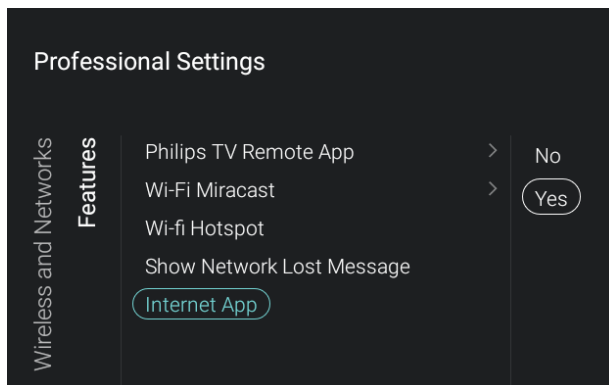 Professional Settings
Wireless and Networks
Features
Philips TV Remote App
Wi-Fi Miracast
Wi-fi Hotspot
Show Network Lost Message
Internet App
No
Yes